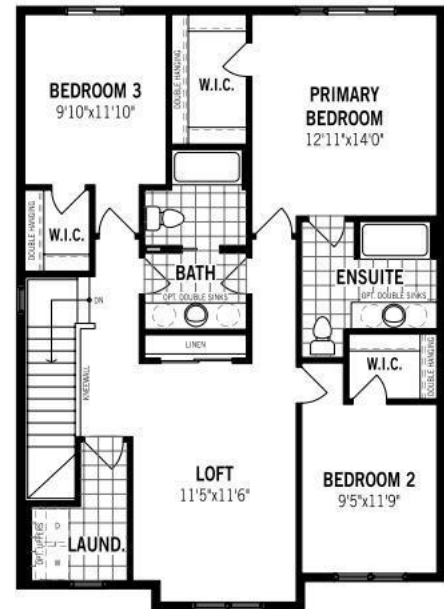 BEDROOM 3
9'10"x11'10"
DOUBLE HANGING
W.I.C.
PRIMARY
BEDROOM
12'11"x14'0"
DOUBLE HANGING
W.I.C.
BATH
OPT. DOUBLE SINKS
ENSUITE
OPT. DOUBLE SINKS
DN
LINEN
KNEEWALL
W.I.C.
DOUBLE HANGING
LOFT
11'5"x11'6"
BEDROOM 2
9'5"x11'9"
OPT. UPPERS
D
LAUND.